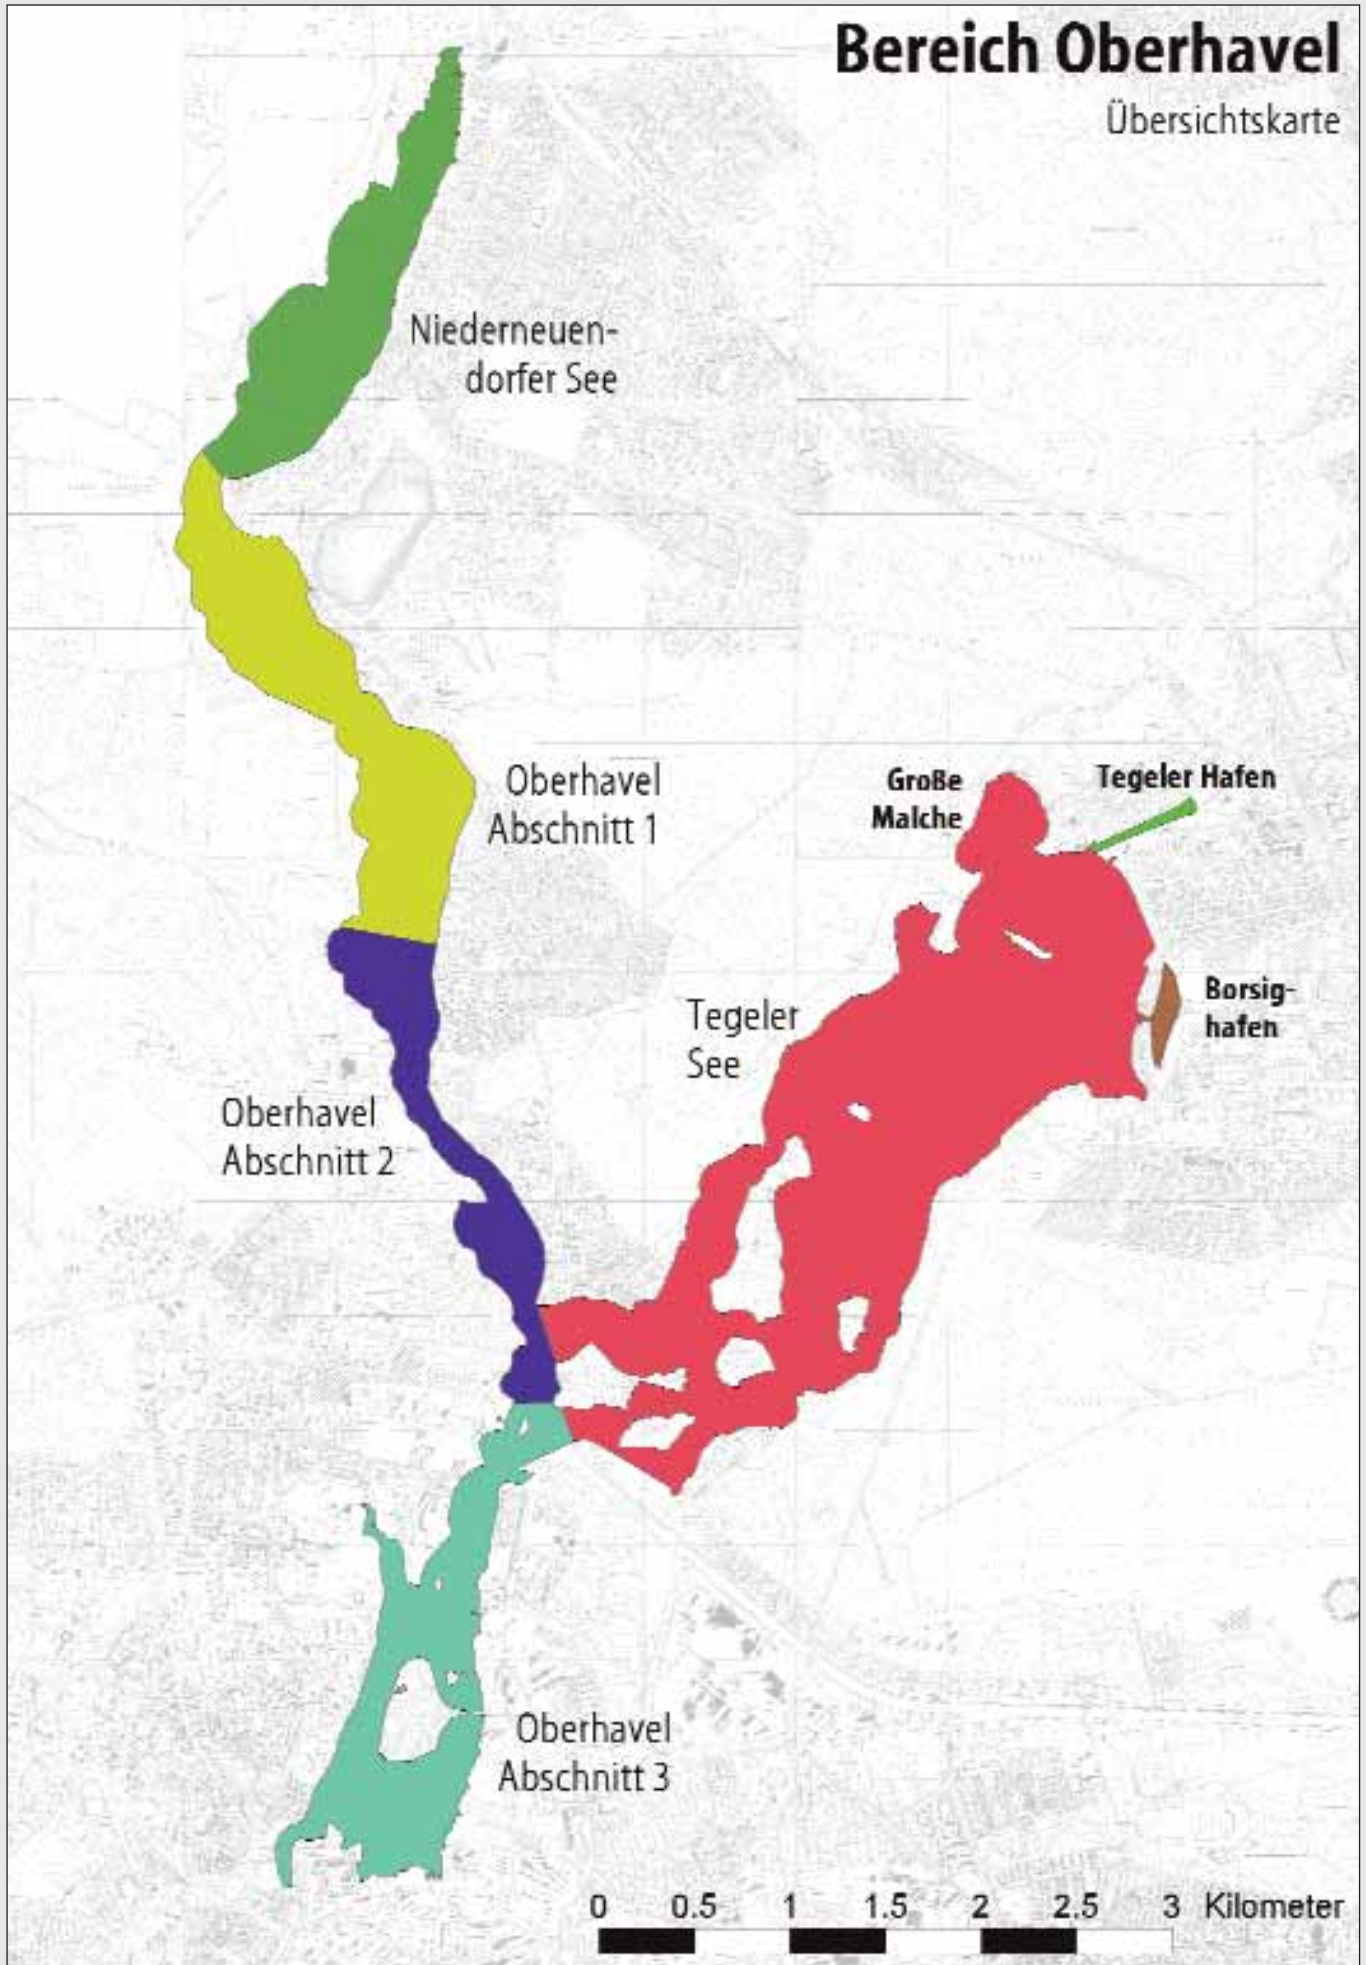 Bereich Oberhavel
Übersichtskarte
Niederneuen-
dorfer See
Oberhavel
Abschnitt 1
Große
Malche
Tegeler Hafen
Borsig-
hafen
Tegeler
See
Oberhavel
Abschnitt 2
Oberhavel
Abschnitt 3
0 0.5 1 1.5 2 2.5 3 Kilometer